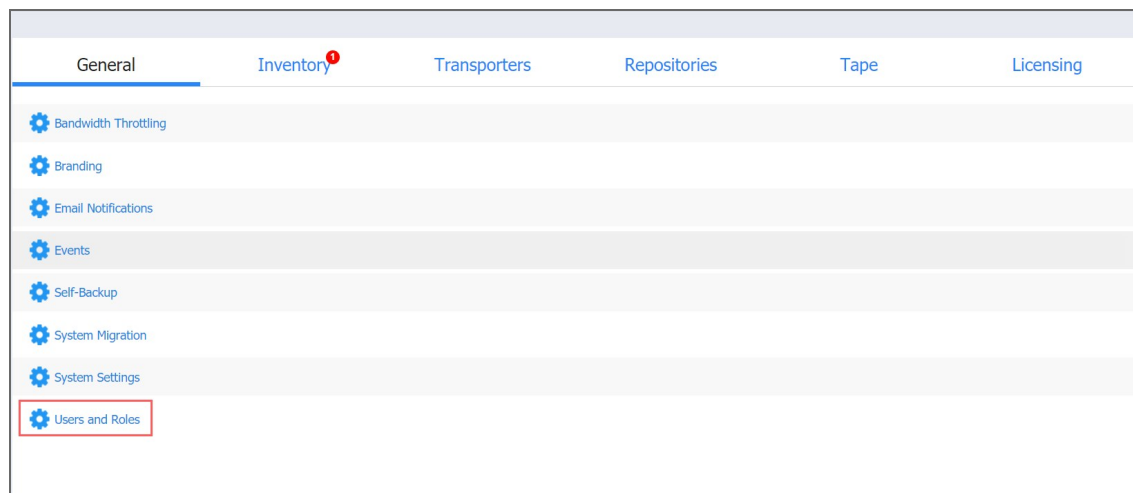 General Inventory 1 Transporters Repositories Tape Licensing
Bandwidth Throttling
Branding
Email Notifications
Events
Self-Backup
System Migration
System Settings
Users and Roles